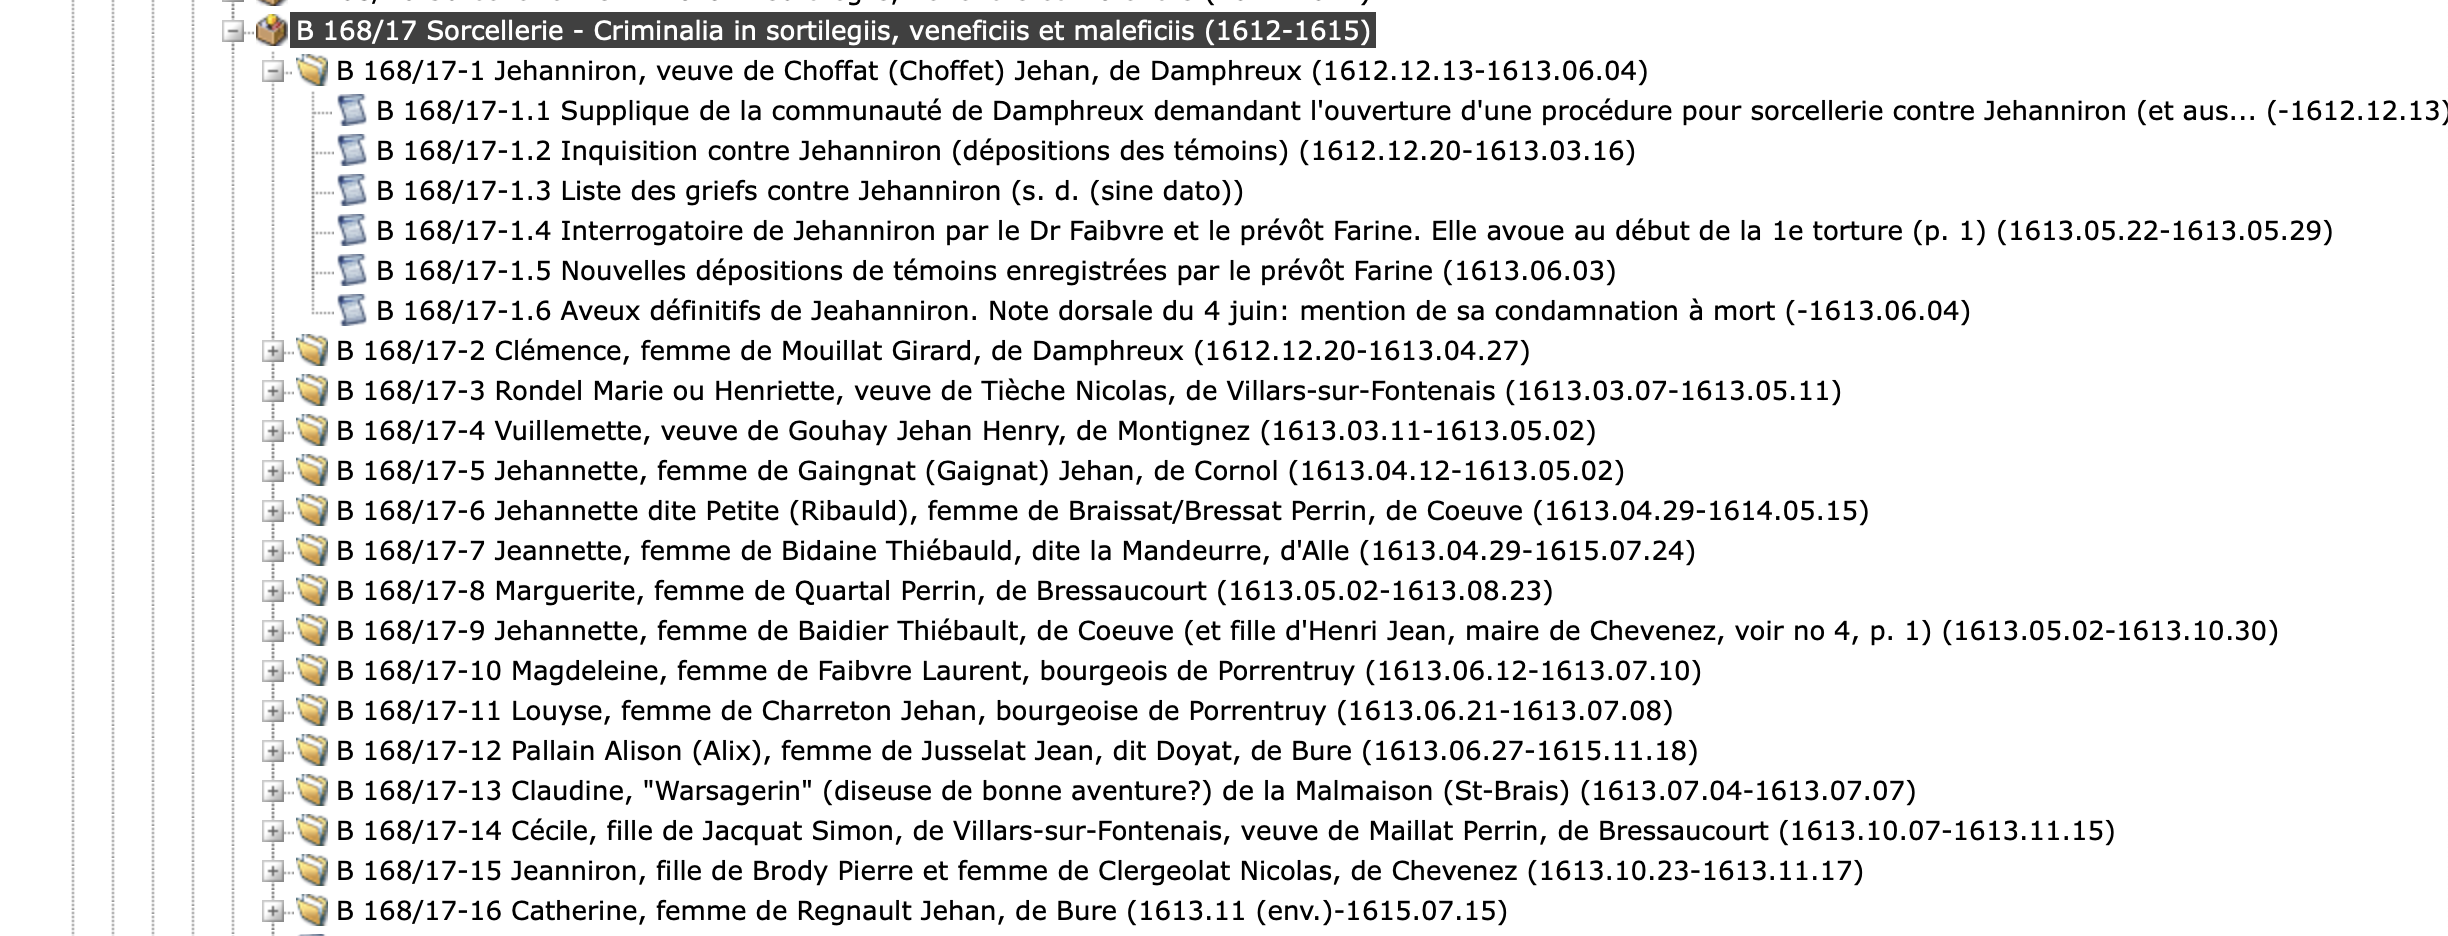 B 168/17 Sorcellerie - Criminalia in sortilegiis, veneficiis et maleficiis (1612-1615)
B 168/17-1 Jehanniron, veuve de Choffat (Choffet) Jehan, de Damphreux (1612.12.13-1613.06.04)
B 168/17-1.1 Supplique de la communauté de Damphreux demandant l'ouverture d'une procédure pour sorcellerie contre Jehanniron (et aus... (-1612.12.13)
B 168/17-1.2 Inquisition contre Jehanniron (dépositions des témoins) (1612.12.20-1613.03.16)
B 168/17-1.3 Liste des griefs contre Jehanniron (s. d. (sine dato))
B 168/17-1.4 Interrogatoire de Jehanniron par le Dr Faibvre et le prévôt Farine. Elle avoue au début de la 1e torture (p. 1) (1613.05.22-1613.05.29)
B 168/17-1.5 Nouvelles dépositions de témoins enregistrées par le prévôt Farine (1613.06.03)
B 168/17-1.6 Aveux définitifs de Jeahanniron. Note dorsale du 4 juin: mention de sa condamnation à mort (-1613.06.04)
B 168/17-2 Clémence, femme de Mouillat Girard, de Damphreux (1612.12.20-1613.04.27)
B 168/17-3 Rondel Marie ou Henriette, veuve de Tièche Nicolas, de Villars-sur-Fontenais (1613.03.07-1613.05.11)
B 168/17-4 Vuillemette, veuve de Gouhay Jehan Henry, de Montignez (1613.03.11-1613.05.02)
B 168/17-5 Jehannette, femme de Gaingnat (Gaignat) Jehan, de Cornol (1613.04.12-1613.05.02)
B 168/17-6 Jehannette dite Petite (Ribauld), femme de Braissat/Bressat Perrin, de Coeuve (1613.04.29-1614.05.15)
B 168/17-7 Jeannette, femme de Bidaine Thiébauld, dite la Mandeurre, d'Alle (1613.04.29-1615.07.24)
B 168/17-8 Marguerite, femme de Quartal Perrin, de Bressaucourt (1613.05.02-1613.08.23)
B 168/17-9 Jehannette, femme de Baidier Thiébault, de Coeuve (et fille d'Henri Jean, maire de Chevenez, voir no 4, p. 1) (1613.05.02-1613.10.30)
B 168/17-10 Magdeleine, femme de Faibvre Laurent, bourgeois de Porrentruy (1613.06.12-1613.07.10)
B 168/17-11 Louyse, femme de Charreton Jehan, bourgeoise de Porrentruy (1613.06.21-1613.07.08)
B 168/17-12 Pallain Alison (Alix), femme de Jusselat Jean, dit Doyat, de Bure (1613.06.27-1615.11.18)
B 168/17-13 Claudine, "Warsagerin" (diseuse de bonne aventure?) de la Malmaison (St-Brais) (1613.07.04-1613.07.07)
B 168/17-14 Cécile, fille de Jacquat Simon, de Villars-sur-Fontenais, veuve de Maillat Perrin, de Bressaucourt (1613.10.07-1613.11.15)
B 168/17-15 Jeanniron, fille de Brody Pierre et femme de Clergeolat Nicolas, de Chevenez (1613.10.23-1613.11.17)
B 168/17-16 Catherine, femme de Regnault Jehan, de Bure (1613.11 (env.)-1615.07.15)